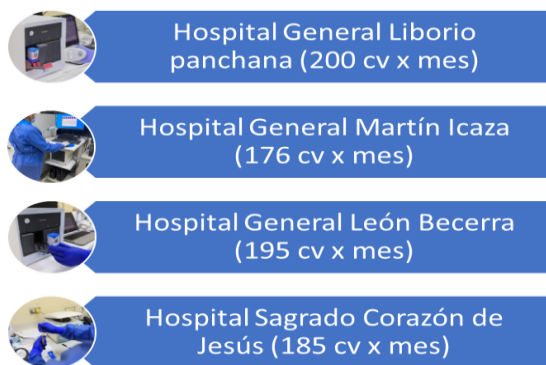 Hospital General Liborio
panchana (200 cv x mes)
Hospital General Martín Icaza
(176 cv x mes)
Hospital General León Becerra
(195 cv x mes)
Hospital Sagrado Corazón de
Jesús (185 cv x mes)